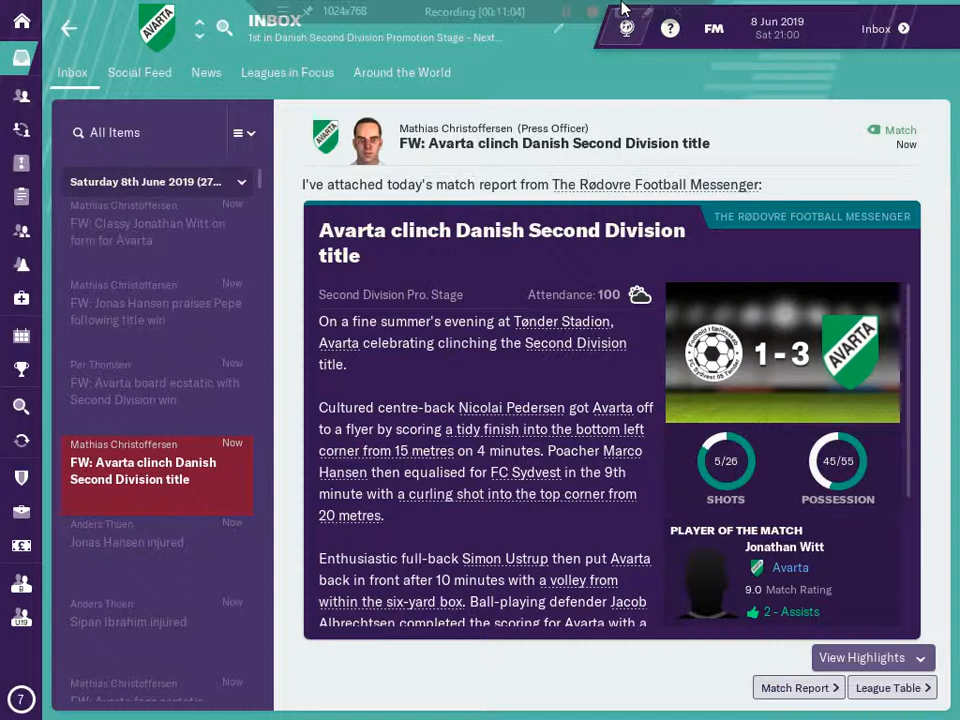 1024x768
Recording [00:11:04]
INBOX
1st in Danish Second Division Promotion Stage - Next...
8 Jun 2019
Sat 21:00
FM
Inbox
AVARTA
Inbox
Social Feed
News
Leagues in Focus
Around the World
All Items
Saturday 8th June 2019 (27...
Mathias Christoffersen
Now
FW: Classy Jonathan Witt on
form for Avarta
Mathias Christoffersen
Now
FW: Jonas Hansen praises Pepe
following title win
Per Thomsen
Now
FW: Avarta board ecstatic with
Second Division win
Mathias Christoffersen
Now
FW: Avarta clinch Danish
Second Division title
Anders Thuen
Now
Jonas Hansen injured
Anders Thuen
Now
Sipan Ibrahim injured
Mathias Christoffersen
Now
B
U19
7
Mathias Christoffersen (Press Officer)
FW: Avarta clinch Danish Second Division title
Match
Now
I've attached today's match report from The Rødovre Football Messenger:
THE RØDOVRE FOOTBALL MESSENGER
Avarta clinch Danish Second Division
title
Second Division Pro. Stage
Attendance: 100
On a fine summer's evening at Tønder Stadion,
Avarta celebrating clinching the Second Division
title.
Cultured centre-back Nicolai Pedersen got Avarta off
to a flyer by scoring a tidy finish into the bottom left
corner from 15 metres on 4 minutes. Poacher Marco
Hansen then equalised for FC Sydvest in the 9th
minute with a curling shot into the top corner from
20 metres.
Enthusiastic full-back Simon Ustrup then put Avarta
back in front after 10 minutes with a volley from
within the six-yard box. Ball-playing defender Jacob
Albrechtsen completed the scoring for Avarta with a
1 - 3
AVARTA
5/26
SHOTS
45/55
POSSESSION
PLAYER OF THE MATCH
Jonathan Witt
Avarta
9.0 Match Rating
2 - Assists
View Highlights
Match Report
League Table